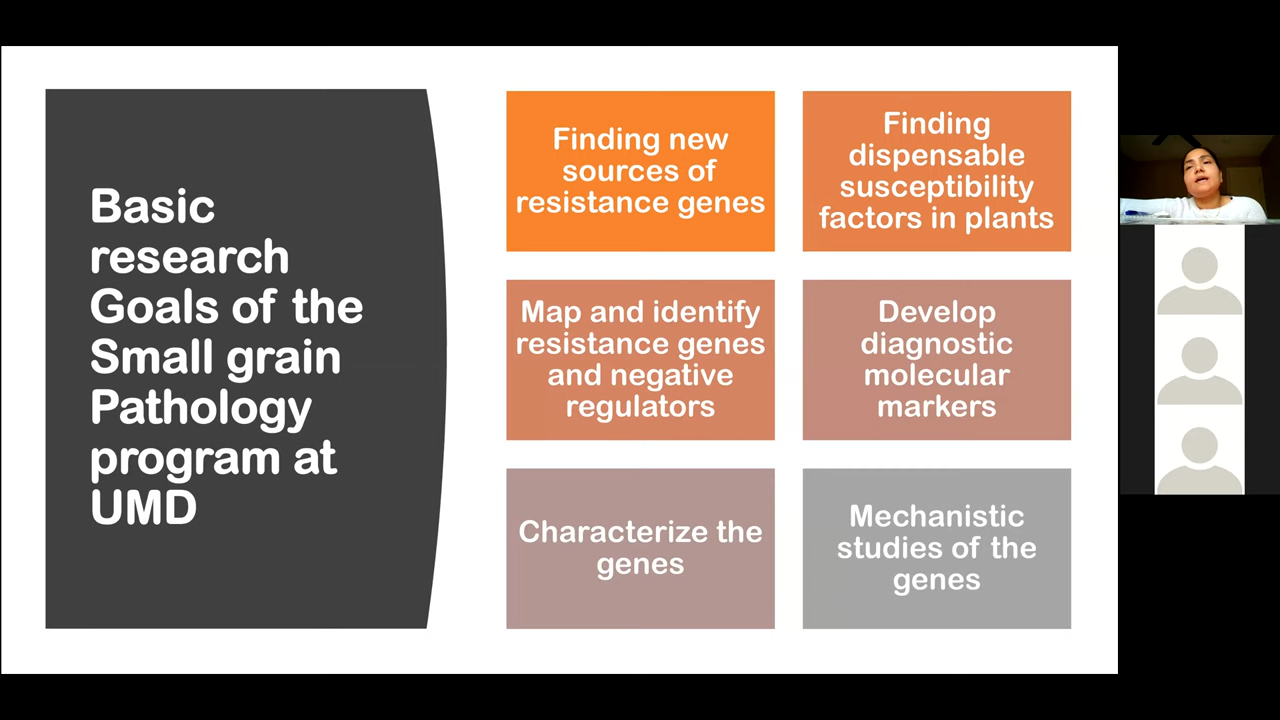 Basic
research
Goals of the
Small grain
Pathology
program at
UMD
Finding new
sources of
resistance genes
Finding
dispensable
susceptibility
factors in plants
Map and identify
resistance genes
and negative
regulators
Develop
diagnostic
molecular
markers
Characterize the
genes
Mechanistic
studies of the
genes